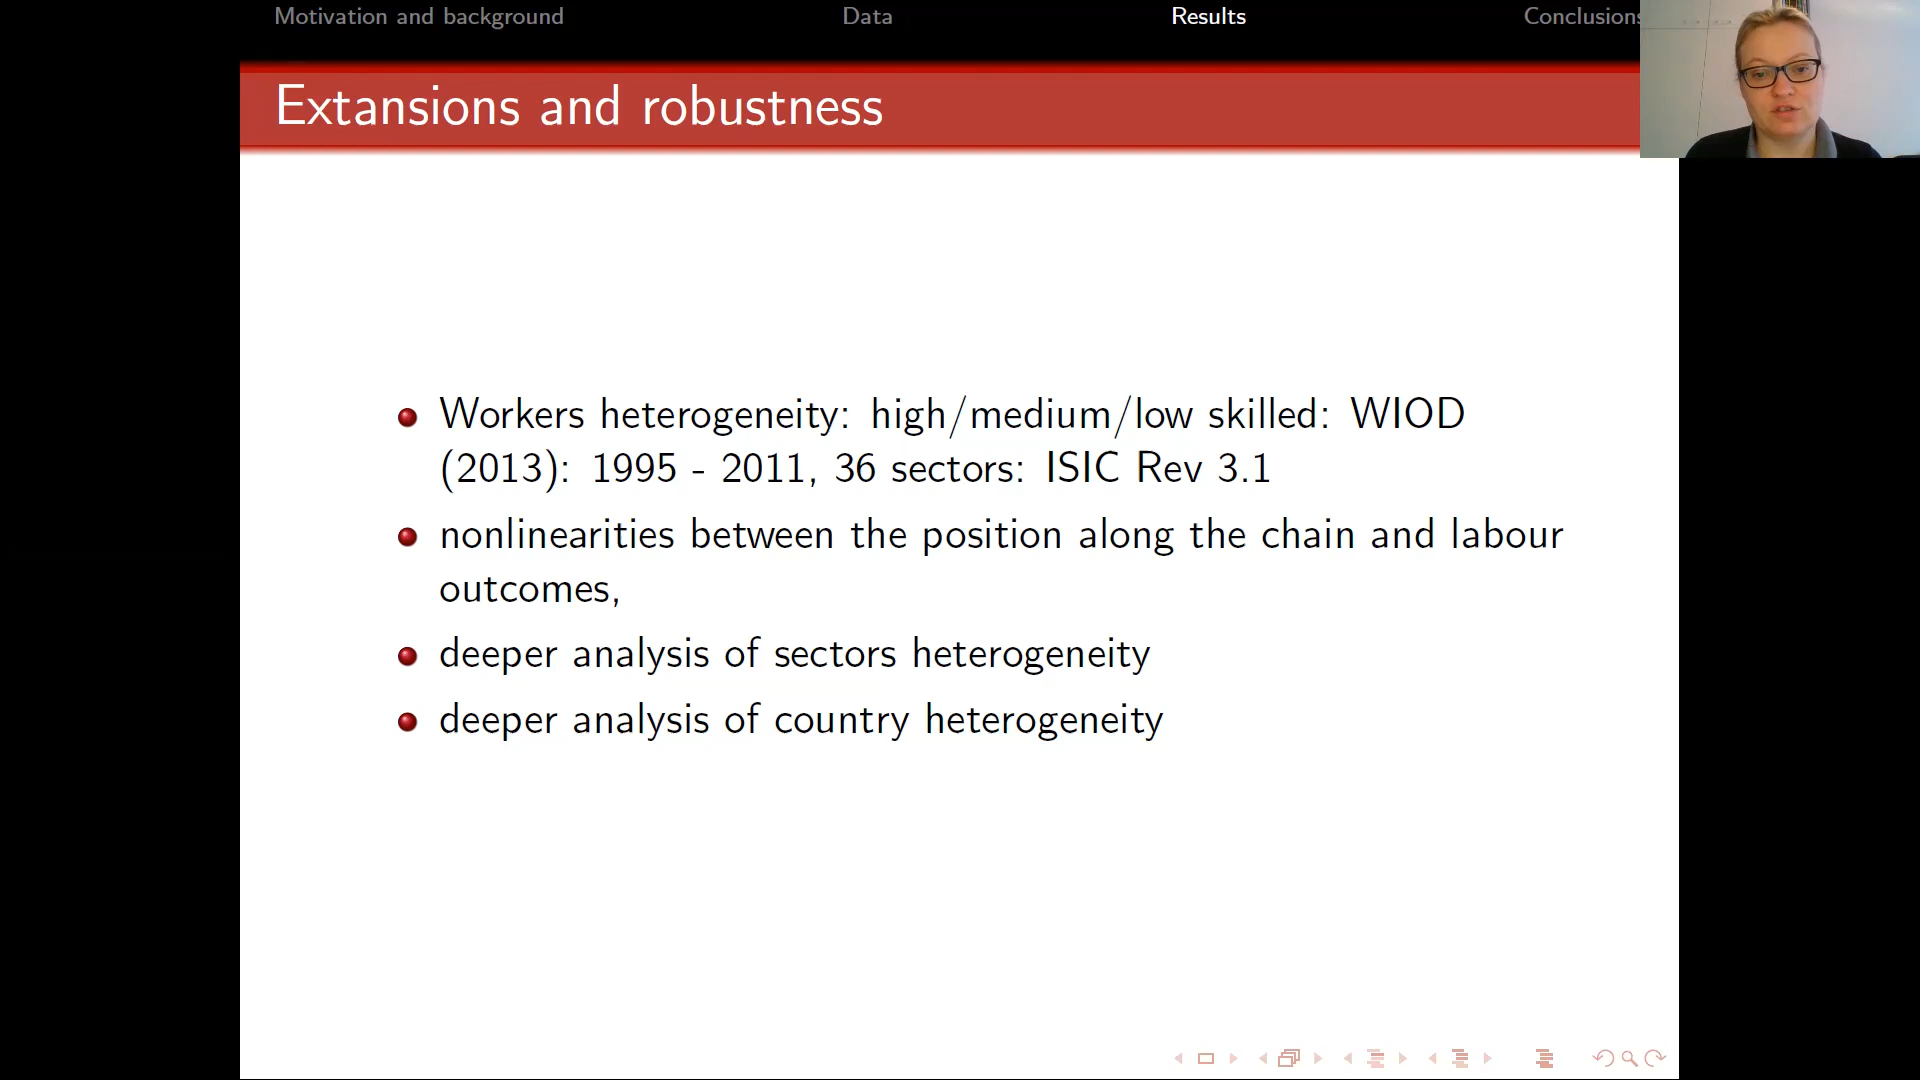 Motivation and background Data Results Conclusions
Extansions and robustness
Workers heterogeneity: high/medium/low skilled: WIOD
(2013): 1995 - 2011, 36 sectors: ISIC Rev 3.1
nonlinearities between the position along the chain and labour
outcomes,
deeper analysis of sectors heterogeneity
deeper analysis of country heterogeneity